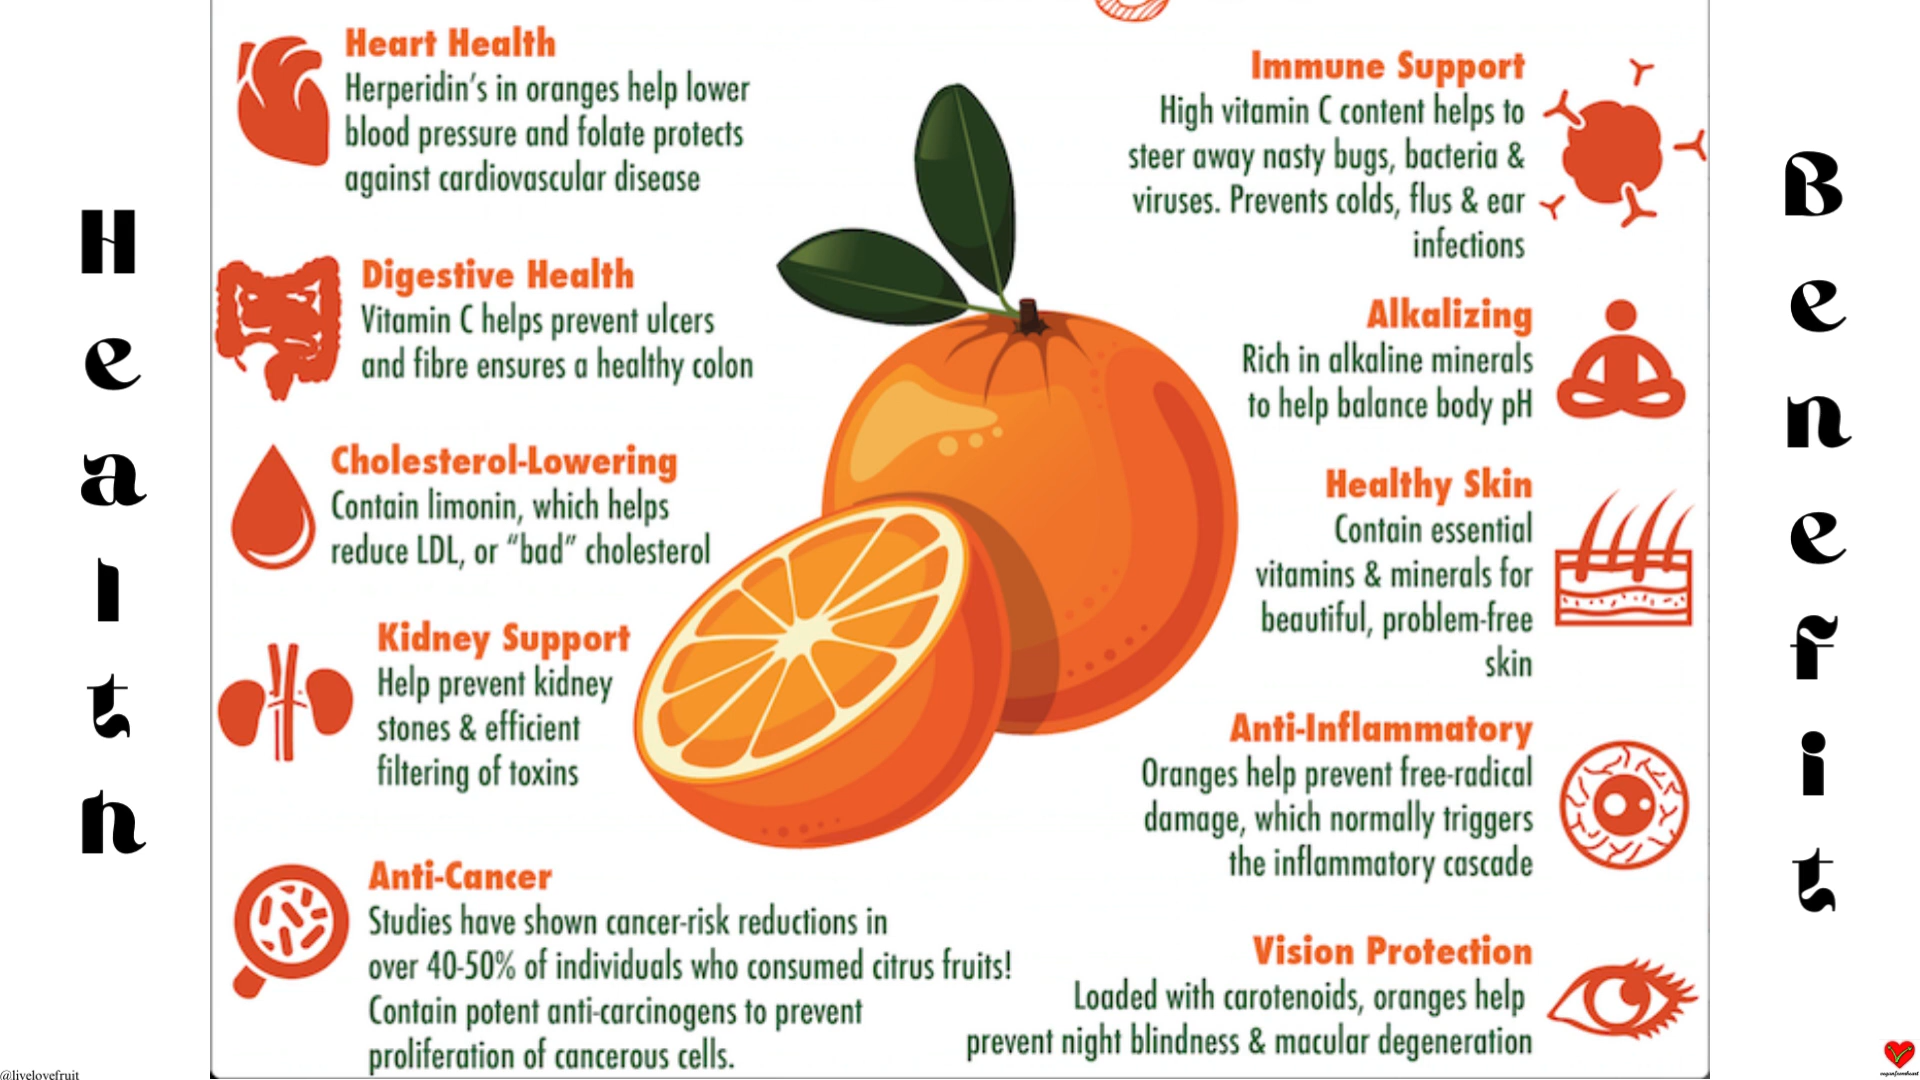 Health
Heart Health
Herperidin's in oranges help lower
blood pressure and folate protects
against cardiovascular disease
Digestive Health
Vitamin C helps prevent ulcers
and fibre ensures a healthy colon
Cholesterol-Lowering
Contain limonin, which helps
reduce LDL, or “bad” cholesterol
Kidney Support
Help prevent kidney
stones & efficient
filtering of toxins
Anti-Cancer
Studies have shown cancer-risk reductions in
over 40-50% of individuals who consumed citrus fruits!
Contain potent anti-carcinogens to prevent
proliferation of cancerous cells.
Immune Support
High vitamin C content helps to
steer away nasty bugs, bacteria &
viruses. Prevents colds, flus & ear
infections
Alkalizing
Rich in alkaline minerals
to help balance body pH
Healthy Skin
Contain essential
vitamins & minerals for
beautiful, problem-free
skin
Anti-Inflammatory
Oranges help prevent free-radical
damage, which normally triggers
the inflammatory cascade
Vision Protection
Loaded with carotenoids, oranges help
prevent night blindness & macular degeneration
Benefit
@livelovefruit